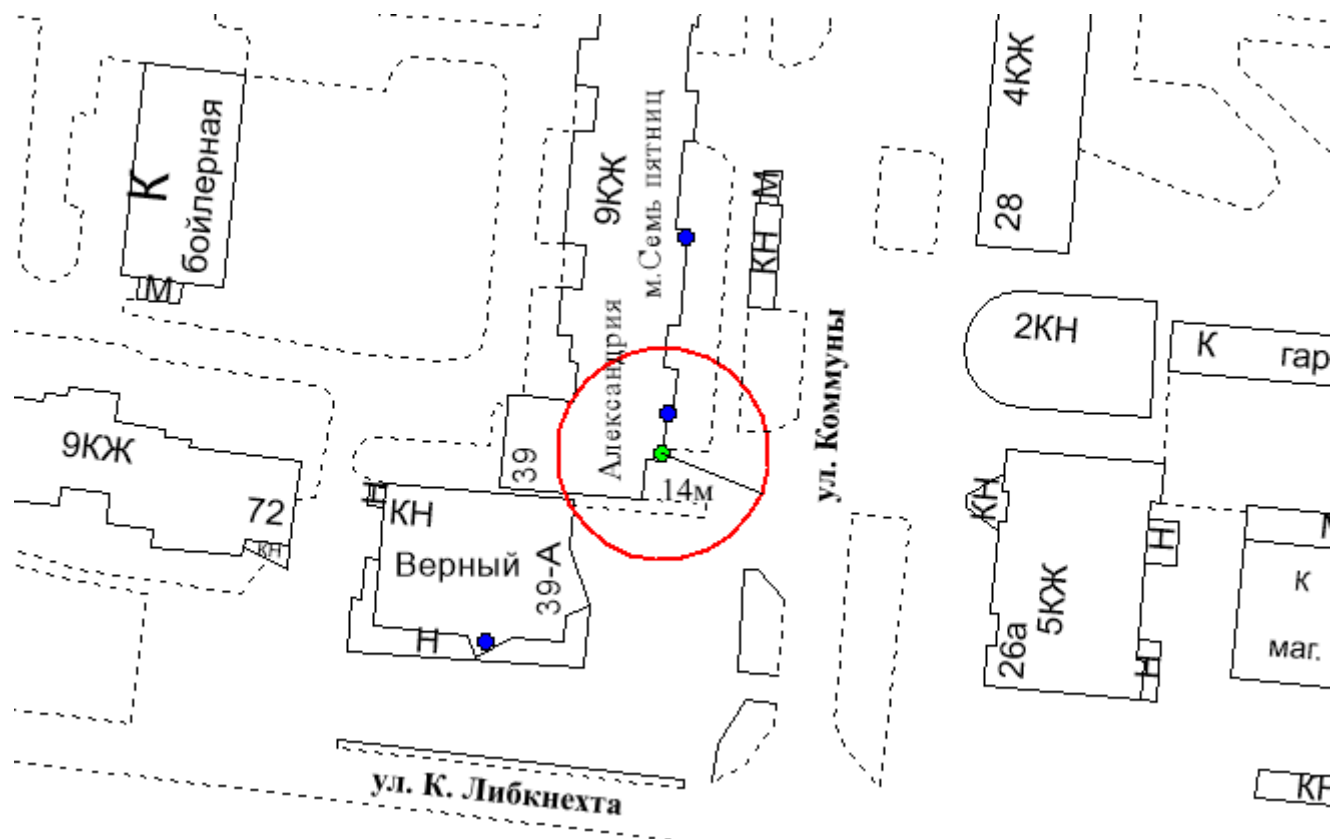 К
бойлерная
М
9КЖ
м.Семь пятниц
М
КН
4КЖ
28
2КН
К гар
Александрия
39
14м
ул. Коммуны
9КЖ
72
КН
Н
КН
Верный
39-А
Н
КН
5КЖ
26а
Н
Н
К
маг.
ул. К. Либкнехта
КН